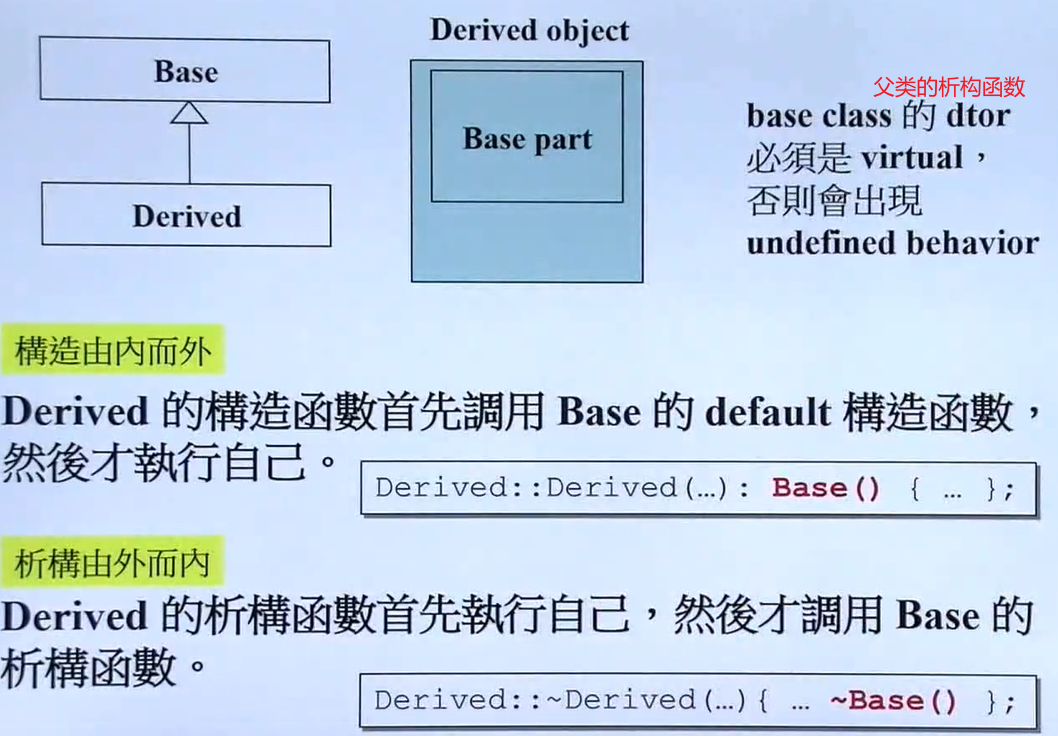 Derived object
Base
Base part
Derived
父类的析构函数
base class 的 dtor
必須是 virtual，
否則會出現
undefined behavior
構造由內而外
Derived 的構造函數首先調用 Base 的 default 構造函數，
然後才執行自己。
Derived::Derived(…): Base() { … };
析構由外而內
Derived 的析構函數首先執行自己，然後才調用 Base 的
析構函數。
Derived::~Derived(…){ … ~Base() };